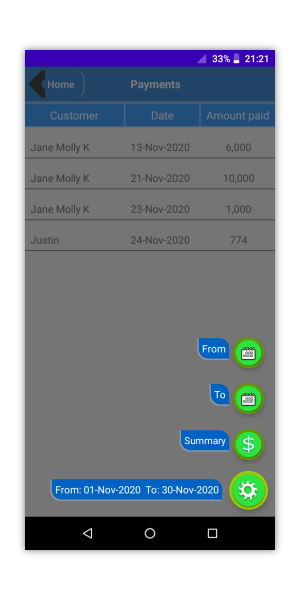 33% 21:21
Home Payments
Customer Date Amount paid
Jane Molly K 13-Nov-2020 6,000
Jane Molly K 21-Nov-2020 10,000
Jane Molly K 23-Nov-2020 1,000
Justin 24-Nov-2020 774
From
To
Summary $
From: 01-Nov-2020 To: 30-Nov-2020